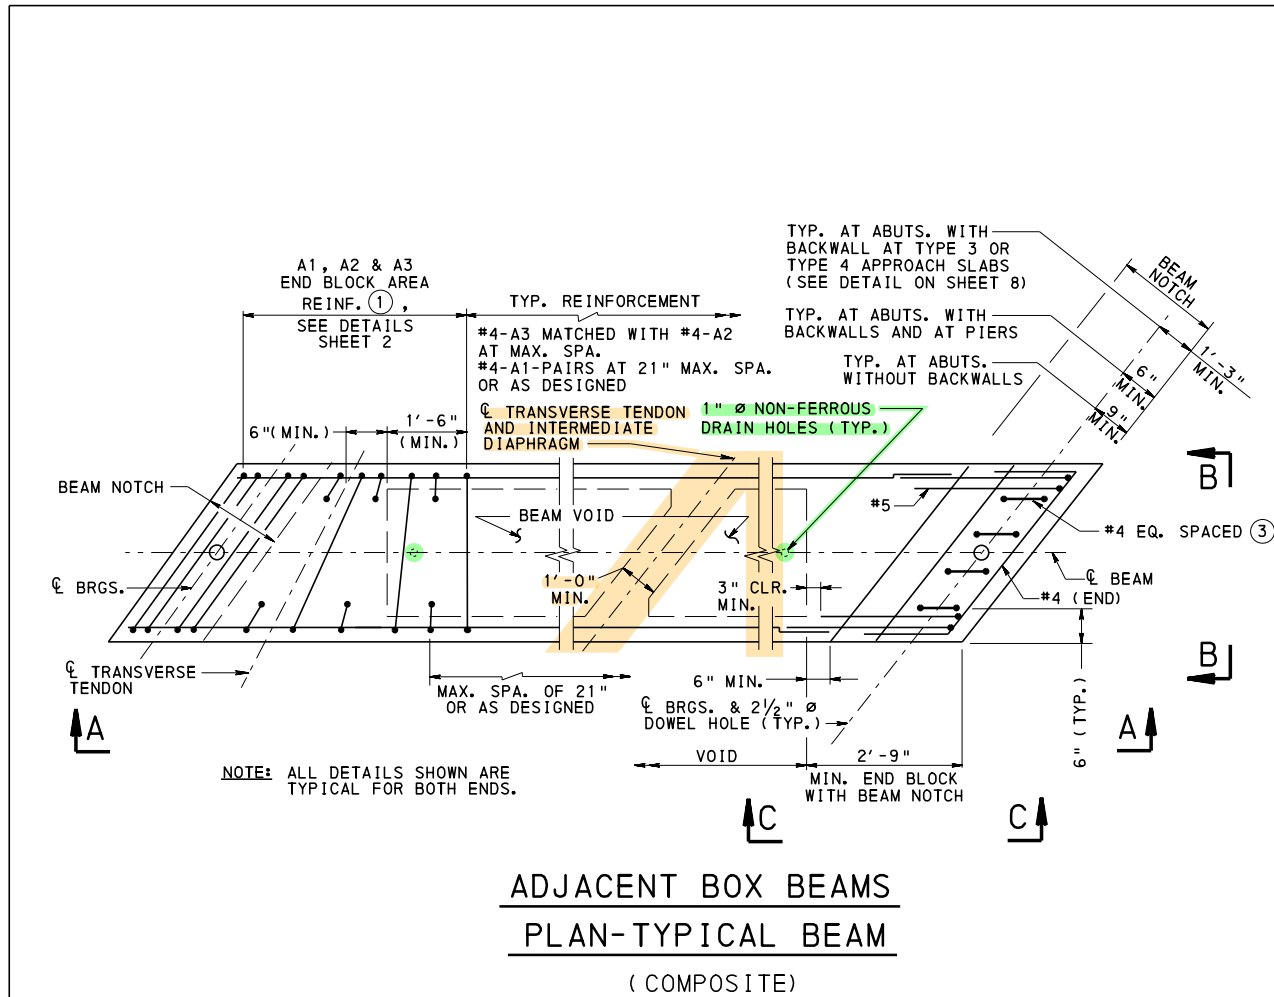 TYP. AT ABUTS. WITH
BACKWALL AT TYPE 3 OR
TYPE 4 APPROACH SLABS
(SEE DETAIL ON SHEET 8)
BEAM
NOTCH
A1, A2 & A3
END BLOCK AREA
REINF. 1 ,
SEE DETAILS
SHEET 2
TYP. REINFORCEMENT
#4-A3 MATCHED WITH #4-A2
AT MAX. SPA.
#4-A1-PAIRS AT 21" MAX. SPA.
OR AS DESIGNED
TYP. AT ABUTS. WITH
BACKWALLS AND AT PIERS
TYP. AT ABUTS.
WITHOUT BACKWALLS
1'-3"
MIN.
6"
MIN.
9"
MIN.
6"(MIN.)
1'-6"
(MIN.)
℄ TRANSVERSE TENDON
AND INTERMEDIATE
DIAPHRAGM
1" Ø NON-FERROUS
DRAIN HOLES (TYP.)
B
BEAM NOTCH
BEAM VOID
#5
#4 EQ. SPACED 3
℄ BRGS.
1'-0"
MIN.
3" CLR.
MIN.
℄ BEAM
#4 (END)
℄ TRANSVERSE
TENDON
MAX. SPA. OF 21"
OR AS DESIGNED
6" MIN.
℄ BRGS. & 2½" Ø
DOWEL HOLE (TYP.)
B
6" (TYP.)
A
A
VOID
2'-9"
MIN. END BLOCK
WITH BEAM NOTCH
NOTE: ALL DETAILS SHOWN ARE
TYPICAL FOR BOTH ENDS.
C
C
ADJACENT BOX BEAMS
PLAN-TYPICAL BEAM
(COMPOSITE)